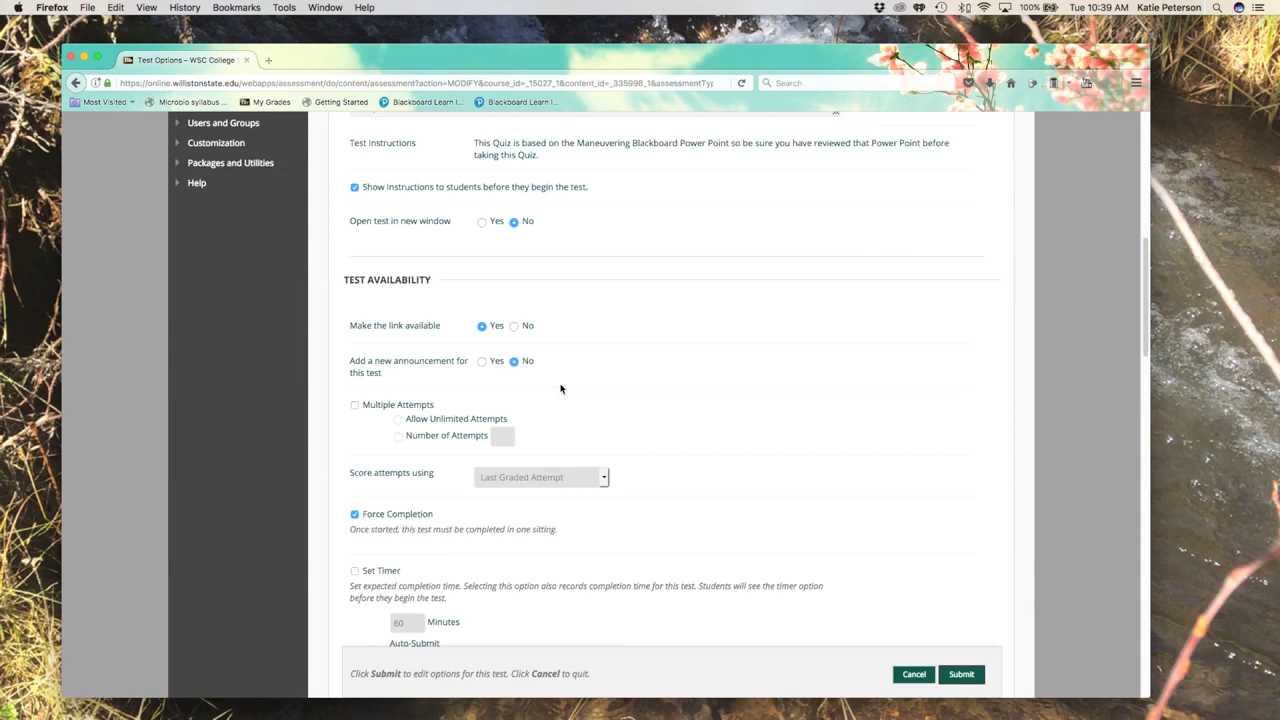 Firefox File Edit View History Bookmarks Tools Window Help 100% Tue 10:39 AM Katie Peterson
Test Options – WSC College
https://online.willistonstate.edu/webapps/assessment/do/content/assessment?action=MODIFY&course_id=_15027_1&content_id=_335998_1&assessmentTyp Search
Most Visited Microbio syllabus ... My Grades Getting Started Blackboard Learn I... Blackboard Learn I...
Users and Groups
Customization
Packages and Utilities
Help
Test Instructions This Quiz is based on the Maneuvering Blackboard Power Point so be sure you have reviewed that Power Point before
taking this Quiz.
Show Instructions to students before they begin the test.
Open test in new window Yes No
TEST AVAILABILITY
Make the link available Yes No
Add a new announcement for Yes No
this test
Multiple Attempts
Allow Unlimited Attempts
Number of Attempts
Score attempts using Last Graded Attempt
Force Completion
Once started, this test must be completed in one sitting.
Set Timer
Set expected completion time. Selecting this option also records completion time for this test. Students will see the timer option
before they begin the test.
60 Minutes
Auto-Submit
Click Submit to edit options for this test. Click Cancel to quit. Cancel Submit